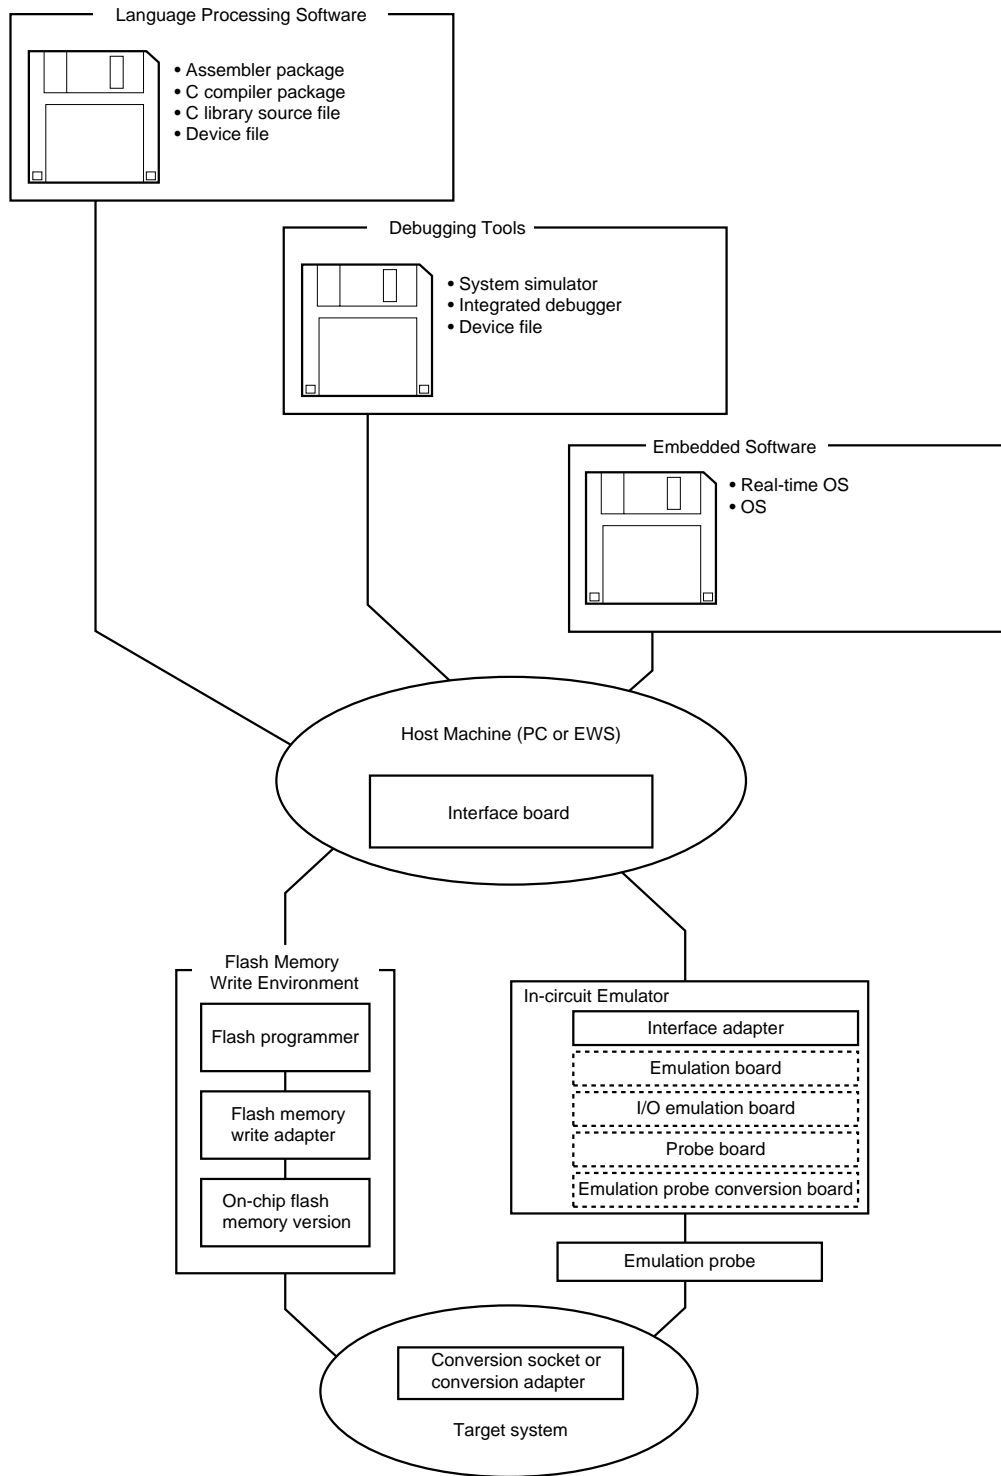 Language Processing Software
• Assembler package
• C compiler package
• C library source file
• Device file
Debugging Tools
• System simulator
• Integrated debugger
• Device file
Embedded Software
• Real-time OS
• OS
Host Machine (PC or EWS)
Interface board
Flash Memory
Write Environment
Flash programmer
Flash memory
write adapter
On-chip flash
memory version
In-circuit Emulator
Interface adapter
Emulation board
I/O emulation board
Probe board
Emulation probe conversion board
Emulation probe
Conversion socket or
conversion adapter
Target system